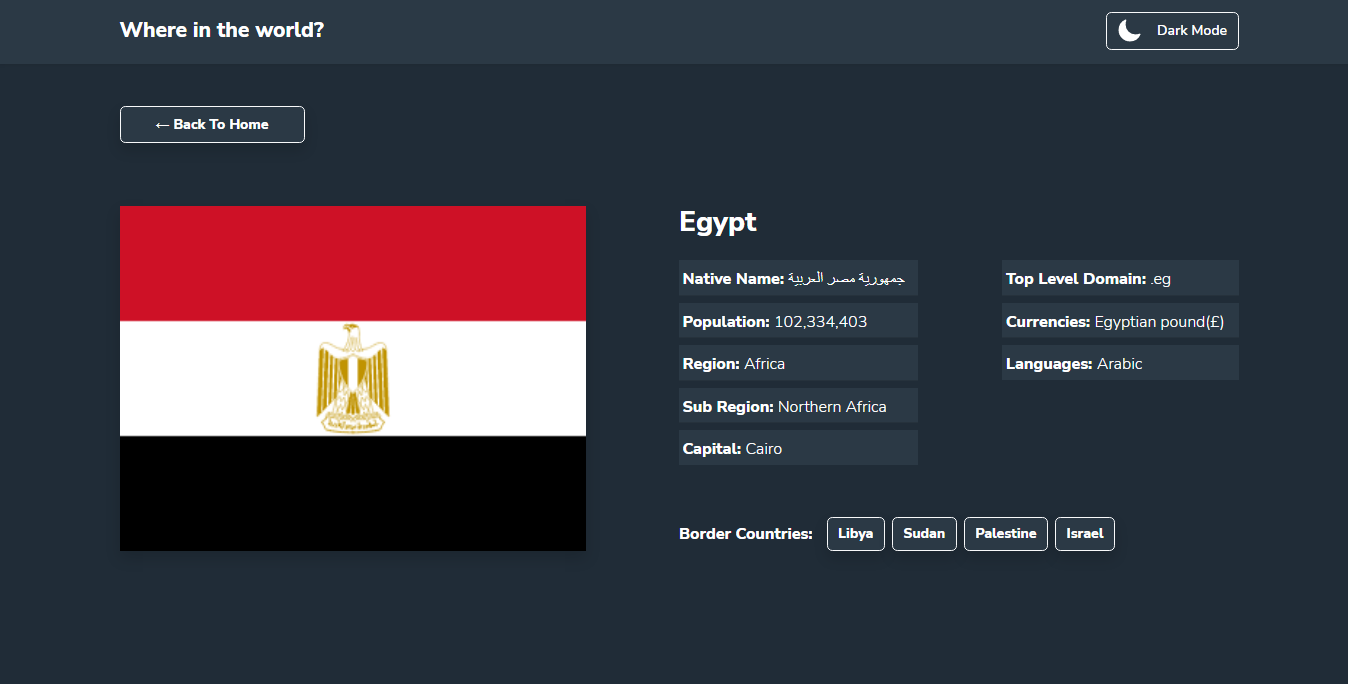 Where in the world?
Dark Mode
← Back To Home
Egypt
Native Name: جمهورية مصر العربية
Population: 102,334,403
Region: Africa
Sub Region: Northern Africa
Capital: Cairo
Top Level Domain: .eg
Currencies: Egyptian pound(£)
Languages: Arabic
Border Countries: Libya Sudan Palestine Israel